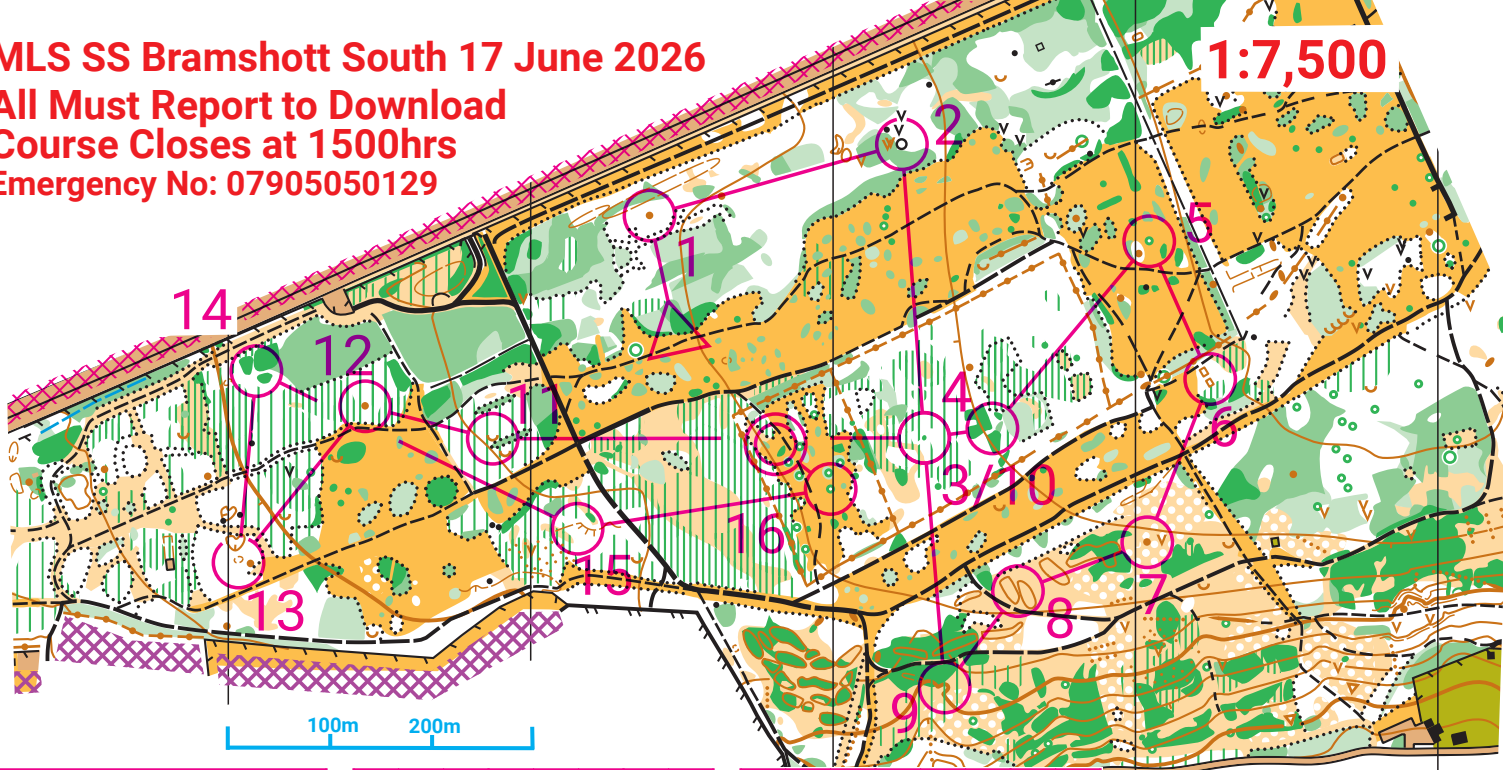 MLS SS Bramshott South 17 June 2026
All Must Report to Download
Course Closes at 1500hrs
Emergency No: 07905050129
1:7,500
2
1
5
14
12
4
11
6
3/10
16
15
13
7
8
9
100m
200m